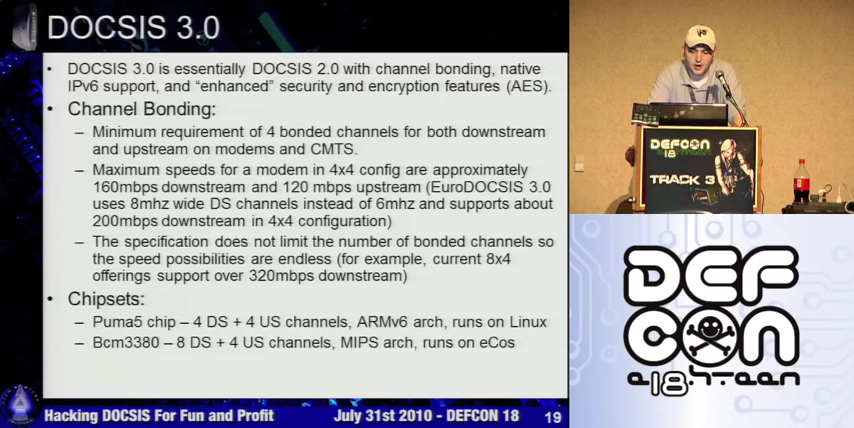 DOCSIS 3.0
• DOCSIS 3.0 is essentially DOCSIS 2.0 with channel bonding, native
IPv6 support, and “enhanced” security and encryption features (AES).
• Channel Bonding:
– Minimum requirement of 4 bonded channels for both downstream
and upstream on modems and CMTS.
– Maximum speeds for a modem in 4x4 config are approximately
160mbps downstream and 120 mbps upstream (EuroDOCSIS 3.0
uses 8mhz wide DS channels instead of 6mhz and supports about
200mbps downstream in 4x4 configuration)
– The specification does not limit the number of bonded channels so
the speed possibilities are endless (for example, current 8x4
offerings support over 320mbps downstream)
• Chipsets:
– Puma5 chip – 4 DS + 4 US channels, ARMv6 arch, runs on Linux
– Bcm3380 – 8 DS + 4 US channels, MIPS arch, runs on eCos
Hacking DOCSIS For Fun and Profit July 31st 2010 - DEFCON 18 19
DEFCON
18
TRACK 3
DEF
CON
e18hteen